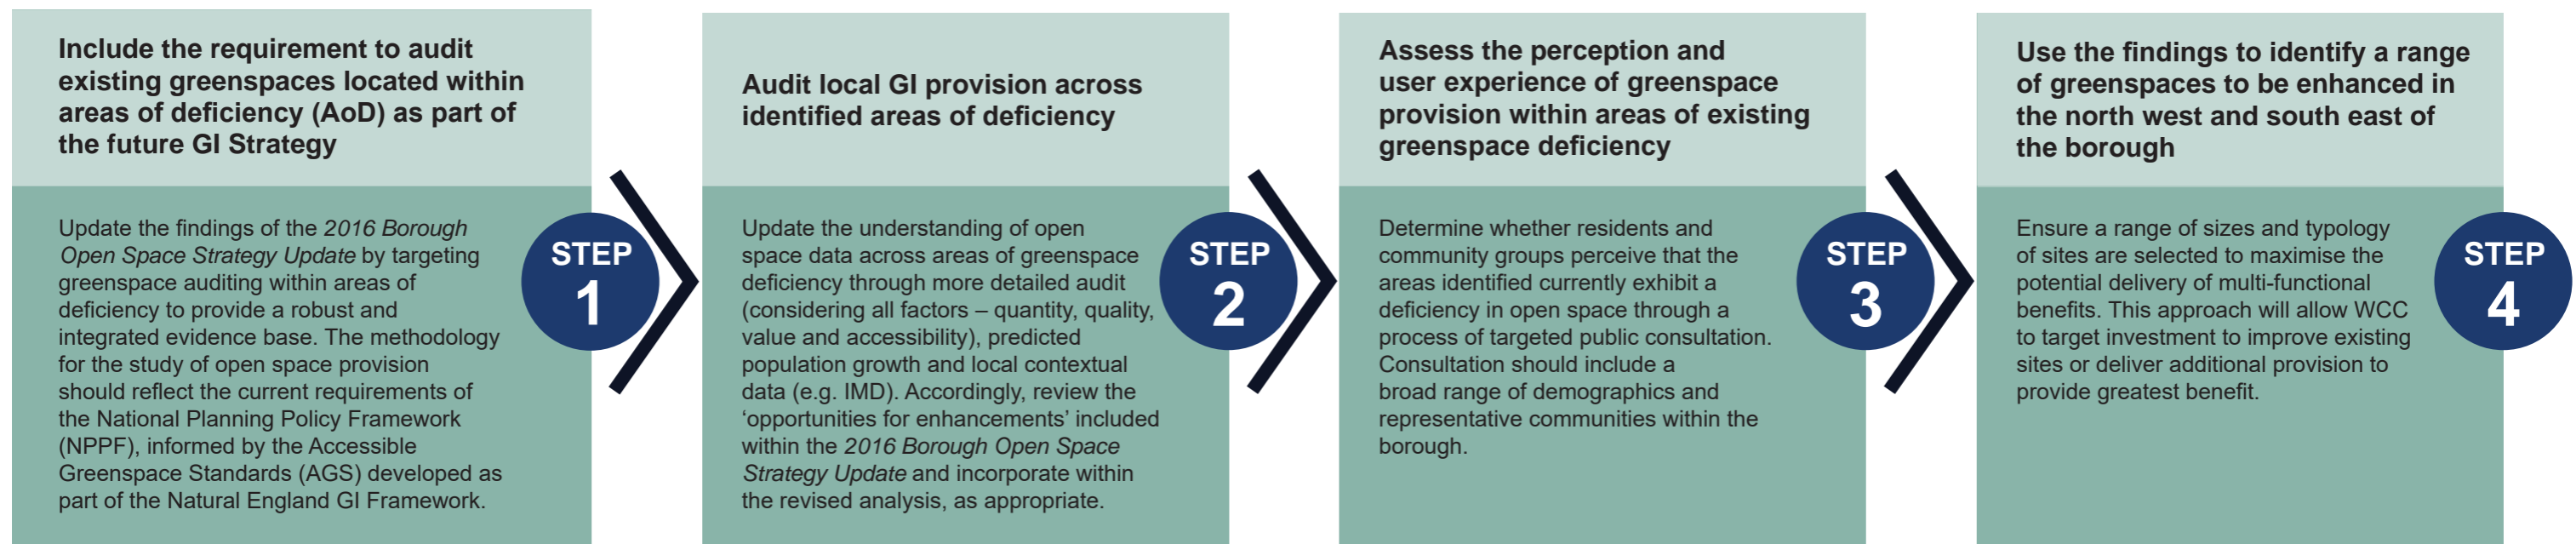 Include the requirement to audit
existing greenspaces located within
areas of deficiency (AoD) as part of
the future GI Strategy
Update the findings of the 2016 Borough
Open Space Strategy Update by targeting
greenspace auditing within areas of
deficiency to provide a robust and
integrated evidence base. The methodology
for the study of open space provision
should reflect the current requirements of
the National Planning Policy Framework
(NPPF), informed by the Accessible
Greenspace Standards (AGS) developed as
part of the Natural England GI Framework.
STEP
1
Audit local GI provision across
identified areas of deficiency
Update the understanding of open
space data across areas of greenspace
deficiency through more detailed audit
(considering all factors – quantity, quality,
value and accessibility), predicted
population growth and local contextual
data (e.g. IMD). Accordingly, review the
‘opportunities for enhancements’ included
within the 2016 Borough Open Space
Strategy Update and incorporate within
the revised analysis, as appropriate.
STEP
2
Assess the perception and
user experience of greenspace
provision within areas of existing
greenspace deficiency
Determine whether residents and
community groups perceive that the
areas identified currently exhibit a
deficiency in open space through a
process of targeted public consultation.
Consultation should include a
broad range of demographics and
representative communities within the
borough.
STEP
3
Use the findings to identify a range
of greenspaces to be enhanced in
the north west and south east of
the borough
Ensure a range of sizes and typology
of sites are selected to maximise the
potential delivery of multi-functional
benefits. This approach will allow WCC
to target investment to improve existing
sites or deliver additional provision to
provide greatest benefit.
STEP
4